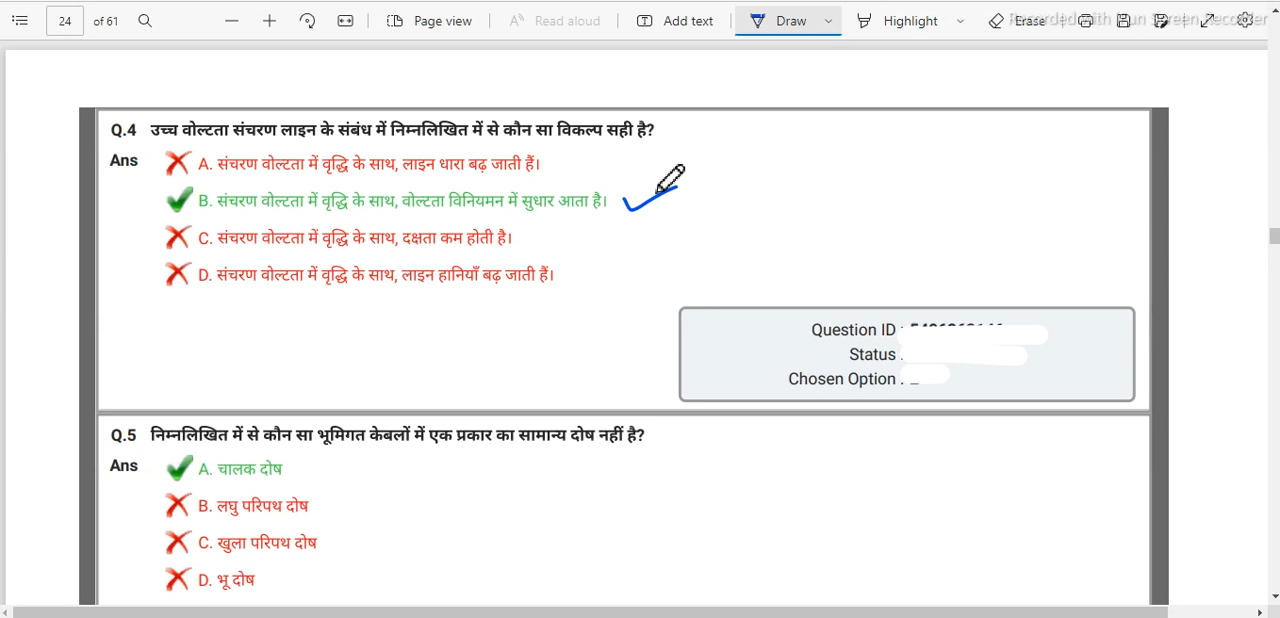 24 of 61 Page view Read aloud Add text Draw Highlight Erase
Q.4 उच्च वोल्टता संचरण लाइन के संबंध में निम्नलिखित में से कौन सा विकल्प सही है?
Ans A. संचरण वोल्टता में वृद्धि के साथ, लाइन धारा बढ़ जाती हैं।
B. संचरण वोल्टता में वृद्धि के साथ, वोल्टता विनियमन में सुधार आता है।
C. संचरण वोल्टता में वृद्धि के साथ, दक्षता कम होती है।
D. संचरण वोल्टता में वृद्धि के साथ, लाइन हानियाँ बढ़ जाती हैं।
Question ID :
Status :
Chosen Option :
Q.5 निम्नलिखित में से कौन सा भूमिगत केबलों में एक प्रकार का सामान्य दोष नहीं है?
Ans A. चालक दोष
B. लघु परिपथ दोष
C. खुला परिपथ दोष
D. भू दोष